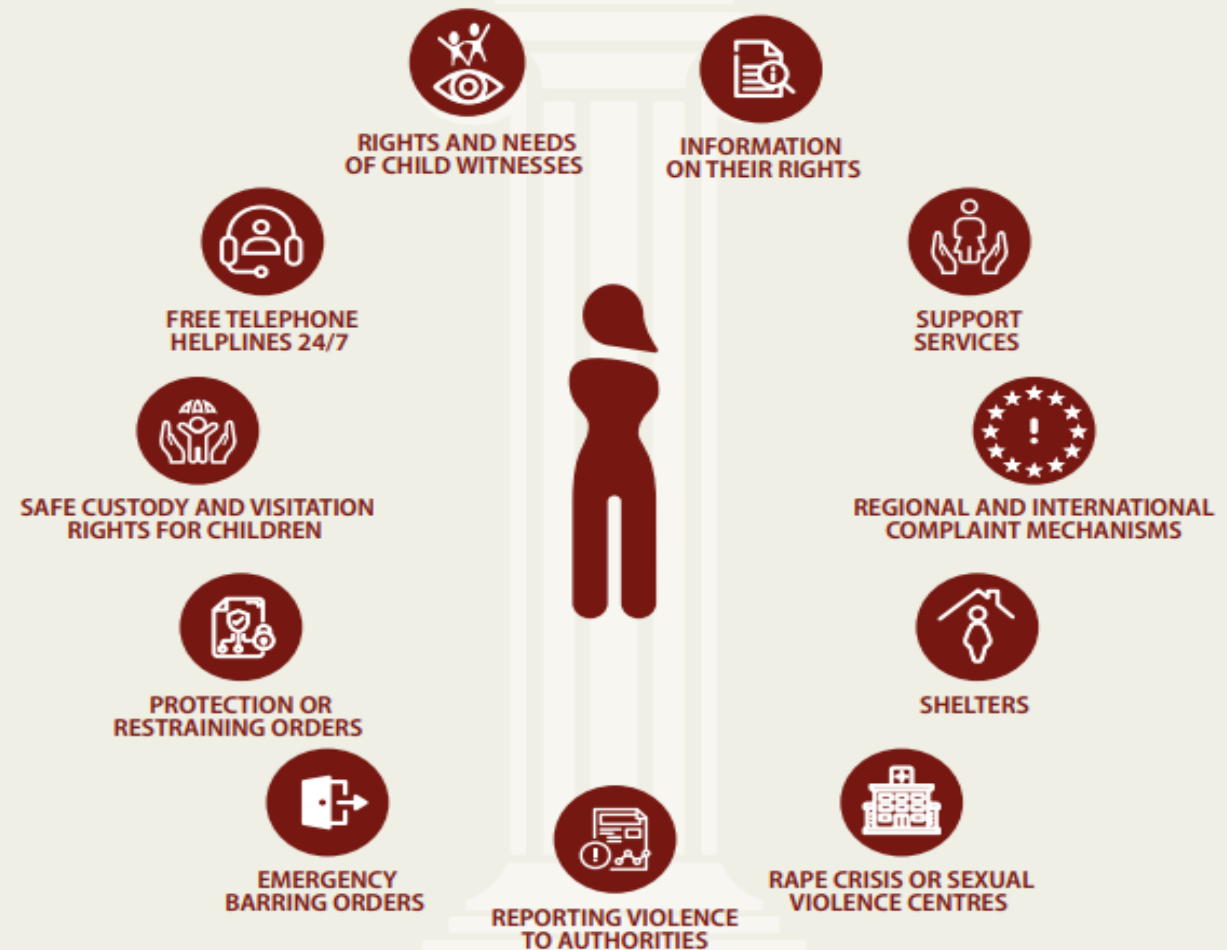 RIGHTS AND NEEDS
OF CHILD WITNESSES
INFORMATION
ON THEIR RIGHTS
FREE TELEPHONE
HELPLINES 24/7
SUPPORT
SERVICES
SAFE CUSTODY AND VISITATION
RIGHTS FOR CHILDREN
REGIONAL AND INTERNATIONAL
COMPLAINT MECHANISMS
PROTECTION OR
RESTRAINING ORDERS
SHELTERS
EMERGENCY
BARRING ORDERS
REPORTING VIOLENCE
TO AUTHORITIES
RAPE CRISIS OR SEXUAL
VIOLENCE CENTRES